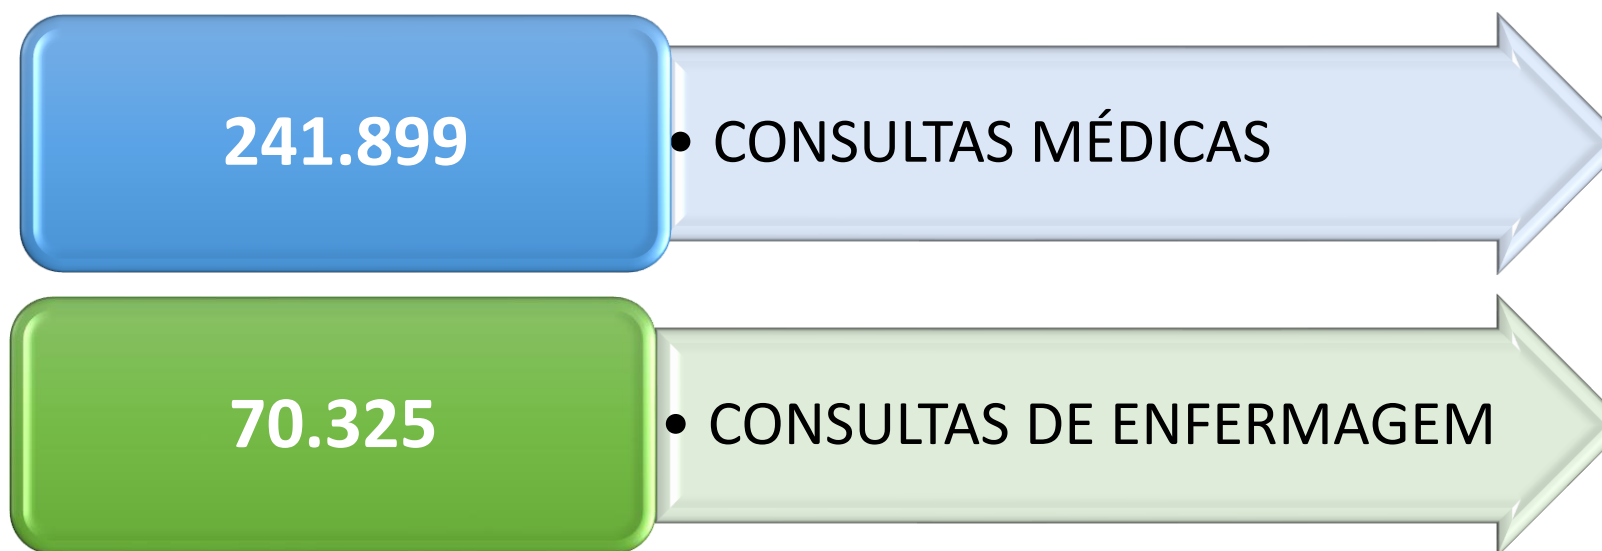 241.899
• CONSULTAS MÉDICAS
70.325
• CONSULTAS DE ENFERMAGEM